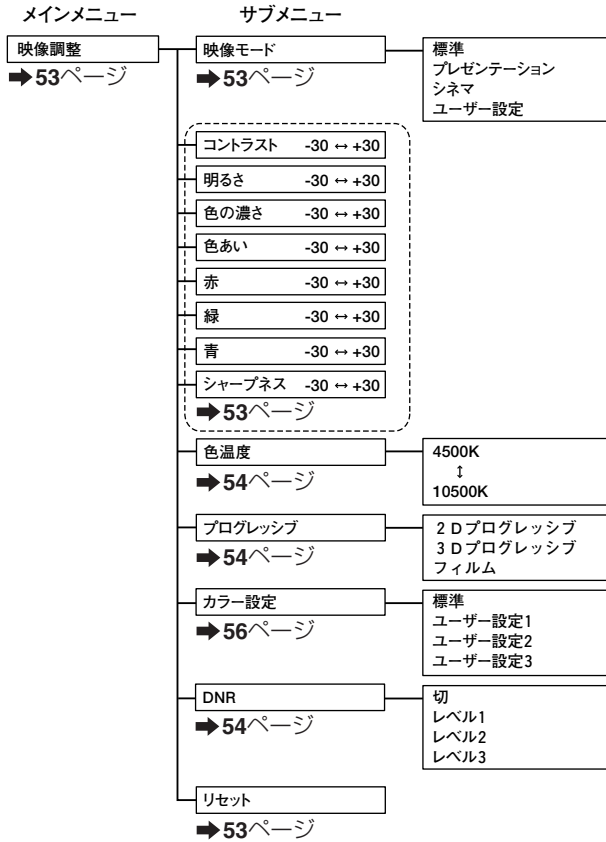 メインメニュー
サブメニュー
映像調整
➡53ページ
映像モード
➡53ページ
標準
プレゼンテーション
シネマ
ユーザー設定
コントラスト -30 ↔ +30
明るさ -30 ↔ +30
色の濃さ -30 ↔ +30
色あい -30 ↔ +30
赤 -30 ↔ +30
緑 -30 ↔ +30
青 -30 ↔ +30
シャープネス -30 ↔ +30
➡53ページ
色温度
➡54ページ
4500K
↕
10500K
プログレッシブ
➡54ページ
2Dプログレッシブ
3Dプログレッシブ
フィルム
カラー設定
➡56ページ
標準
ユーザー設定1
ユーザー設定2
ユーザー設定3
DNR
➡54ページ
切
レベル1
レベル2
レベル3
リセット
➡53ページ